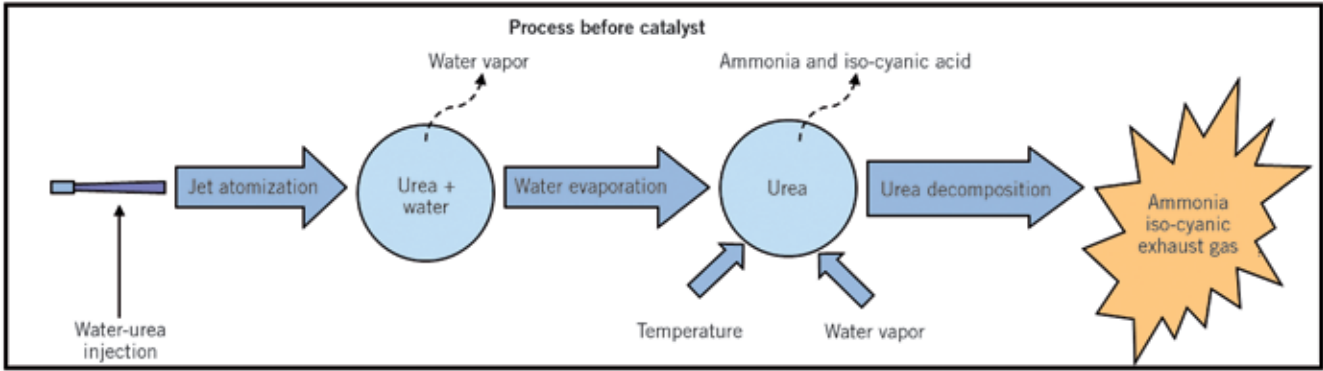 Process before catalyst
Water vapor
Ammonia and iso-cyanic acid
Jet atomization
Urea +
water
Water evaporation
Urea
Urea decomposition
Ammonia
iso-cyanic
exhaust gas
Water-urea
injection
Temperature
Water vapor